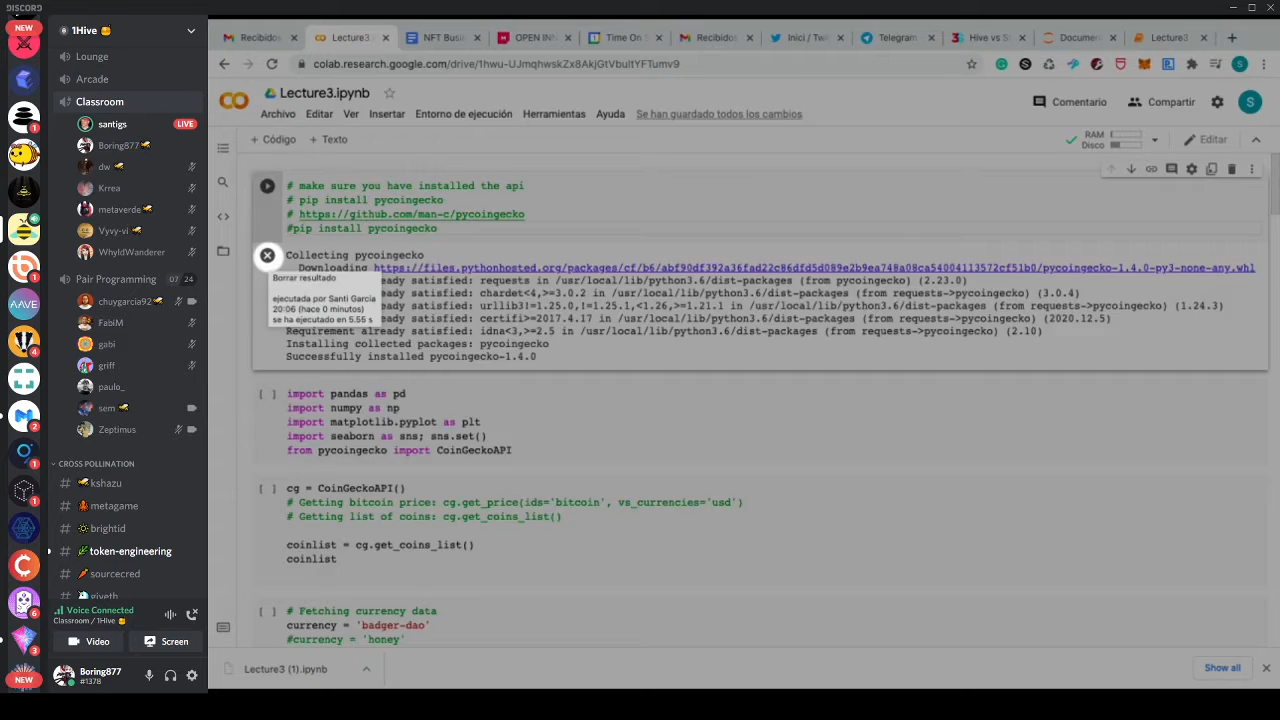 DISCORD
NEW
1Hive
Lounge
Arcade
Classroom
santigs
LIVE
Boring877
dw
Krrea
metaverde
Vyvy-vi
WhyIdWanderer
Pair Programming
07 24
chuygarcia92
FabiM
gabi
griff
paulo_
sem
Zeptimus
CROSS POLLINATION
# kshazu
# metagame
# brightid
# token-engineering
# sourcecred
# giveth
Voice Connected
Classroom / 1Hive
Video
Screen
Boring877
#1378
1
AAVE
4
2
1
1
6
3
NEW
Recibidos
Lecture3.
NFT Busi
OPEN INN
Time On S
Recibidos
Inici / Twi
Telegram
Hive vs St
Document
Lecture3
colab.research.google.com/drive/1hwu-UJmqhwskZx8AkjGtVbultYFTumv9
Lecture3.ipynb
Archivo
Editar
Ver
Insertar
Entorno de ejecución
Herramientas
Ayuda
Se han guardado todos los cambios
Comentario
Compartir
S
+ Código
+ Texto
RAM
Disco
Editar
# make sure you have installed the api
# pip install pycoingecko
# https://github.com/man-c/pycoingecko
#pip install pycoingecko
Collecting pycoingecko
Downloading https://files.pythonhosted.org/packages/cf/b6/abf90df392a36fad22c86dfd5d089e2b9ea748a08ca54004113572cf51b0/pycoingecko-1.4.0-py3-none-any.whl
eady satisfied: requests in /usr/local/lib/python3.6/dist-packages (from pycoingecko) (2.23.0)
eady satisfied: chardet<4,>=3.0.2 in /usr/local/lib/python3.6/dist-packages (from requests->pycoingecko) (3.0.4)
eady satisfied: urllib3!=1.25.0,!=1.25.1,<1.26,>=1.21.1 in /usr/local/lib/python3.6/dist-packages (from requests->pycoingecko) (1.24.3)
eady satisfied: certifi>=2017.4.17 in /usr/local/lib/python3.6/dist-packages (from requests->pycoingecko) (2020.12.5)
Requirement already satisfied: idna<3,>=2.5 in /usr/local/lib/python3.6/dist-packages (from requests->pycoingecko) (2.10)
Installing collected packages: pycoingecko
Successfully installed pycoingecko-1.4.0
Borrar resultado
ejecutada por Santi Garcia
20:06 (hace 0 minutos)
se ha ejecutado en 5.55 s
[ ] import pandas as pd
import numpy as np
import matplotlib.pyplot as plt
import seaborn as sns; sns.set()
from pycoingecko import CoinGeckoAPI
[ ] cg = CoinGeckoAPI()
# Getting bitcoin price: cg.get_price(ids='bitcoin', vs_currencies='usd')
# Getting list of coins: cg.get_coins_list()
coinlist = cg.get_coins_list()
coinlist
[ ] # Fetching currency data
currency = 'badger-dao'
#currency = 'honey'
Lecture3 (1).ipynb
Show all